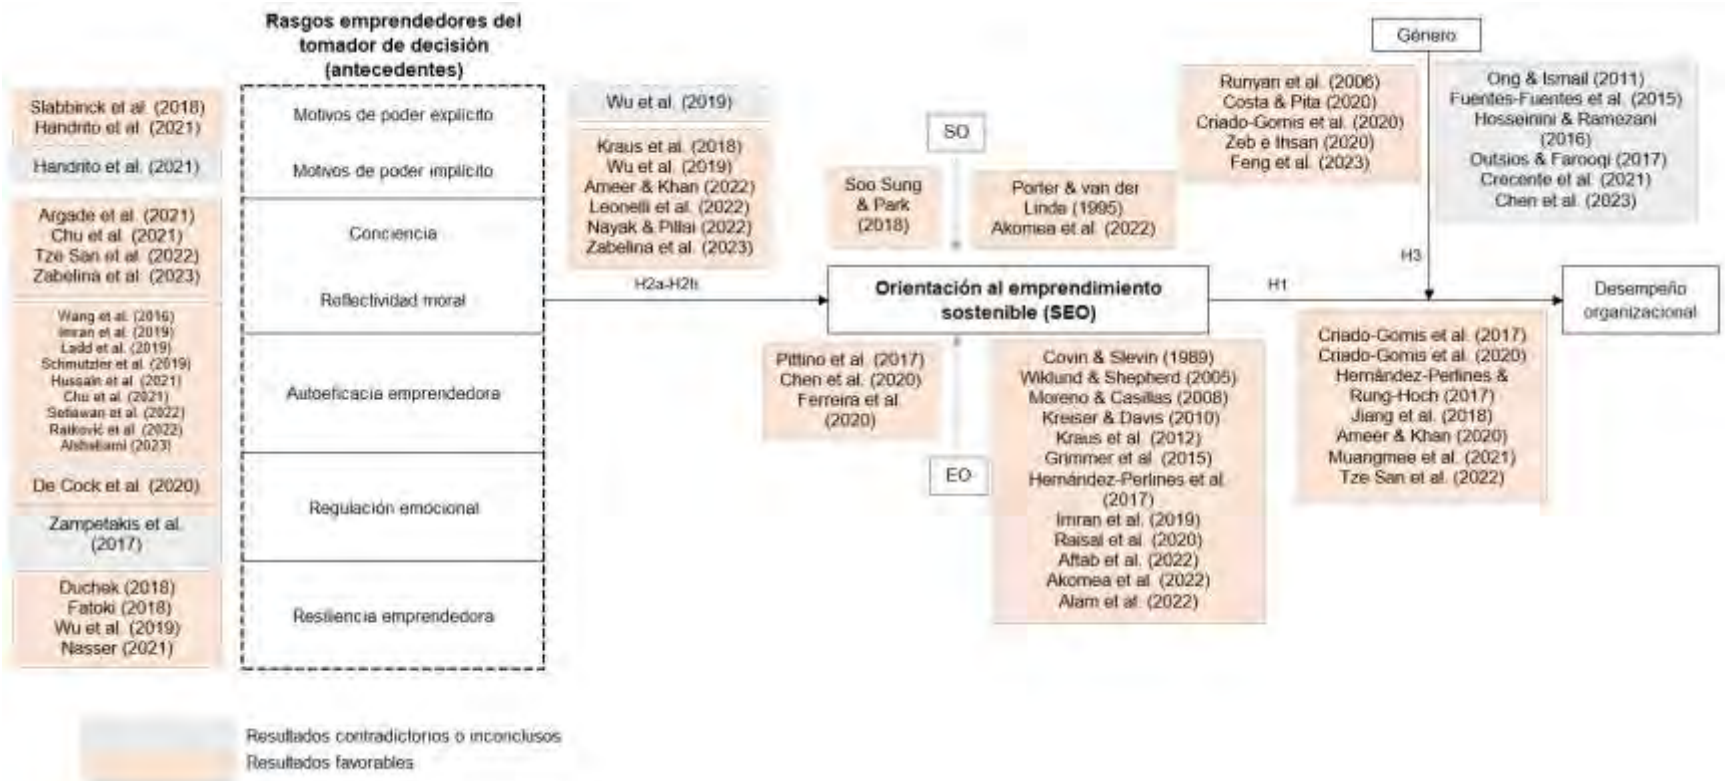 Rasgos emprendedores del
tomador de decisión
(antecedentes)
Slabbinck et al. (2018)
Handrito et al. (2021)
Handrito et al. (2021)
Argade et al. (2021)
Chu et al. (2021)
Tze San et al. (2022)
Zabelina et al. (2023)
Wang et al. (2016)
Imran et al. (2019)
Ladd et al. (2019)
Schmutzler et al. (2019)
Hussain et al. (2021)
Chu et al. (2021)
Setiawan et al. (2022)
Ratković et al. (2022)
Alshebami (2023)
De Cock et al. (2020)
Zampetakis et al.
(2017)
Duchek (2018)
Fatoki (2018)
Wu et al. (2019)
Nasser (2021)
Motivos de poder explícito
Motivos de poder implícito
Conciencia
Reflectividad moral
Autoeficacia emprendedora
Regulación emocional
Resiliencia emprendedora
Wu et al. (2019)
Kraus et al. (2018)
Wu et al. (2019)
Ameer & Khan (2022)
Leonelli et al. (2022)
Nayak & Pillai (2022)
Zabelina et al. (2023)
H2a-H2h
SO
Soo Sung
& Park
(2018)
Porter & van der
Linde (1995)
Akomea et al. (2022)
Orientación al emprendimiento
sostenible (SEO)
Pittino et al. (2017)
Chen et al. (2020)
Ferreira et al.
(2020)
EO
Covin & Slevin (1989)
Wiklund & Shepherd (2005)
Moreno & Casillas (2008)
Kreiser & Davis (2010)
Kraus et al. (2012)
Grimmer et al. (2015)
Hernández-Perlines et al.
(2017)
Imran et al. (2019)
Raisal et al. (2020)
Aftab et al. (2022)
Akomea et al. (2022)
Alam et al. (2022)
Género
Runyan et al. (2006)
Costa & Pita (2020)
Criado-Gomis et al. (2020)
Zeb e Ihsan (2020)
Feng et al. (2023)
Ong & Ismail (2011)
Fuentes-Fuentes et al. (2015)
Hosseinini & Ramezani
(2016)
Outsios & Farooqi (2017)
Crecente et al. (2021)
Chen et al. (2023)
H3
H1
Desempeño
organizacional
Criado-Gomis et al. (2017)
Criado-Gomis et al. (2020)
Hernández-Perlines &
Rung-Hoch (2017)
Jiang et al. (2018)
Ameer & Khan (2020)
Muangmee et al. (2021)
Tze San et al. (2022)
Resultados contradictorios o inconclusos
Resultados favorables